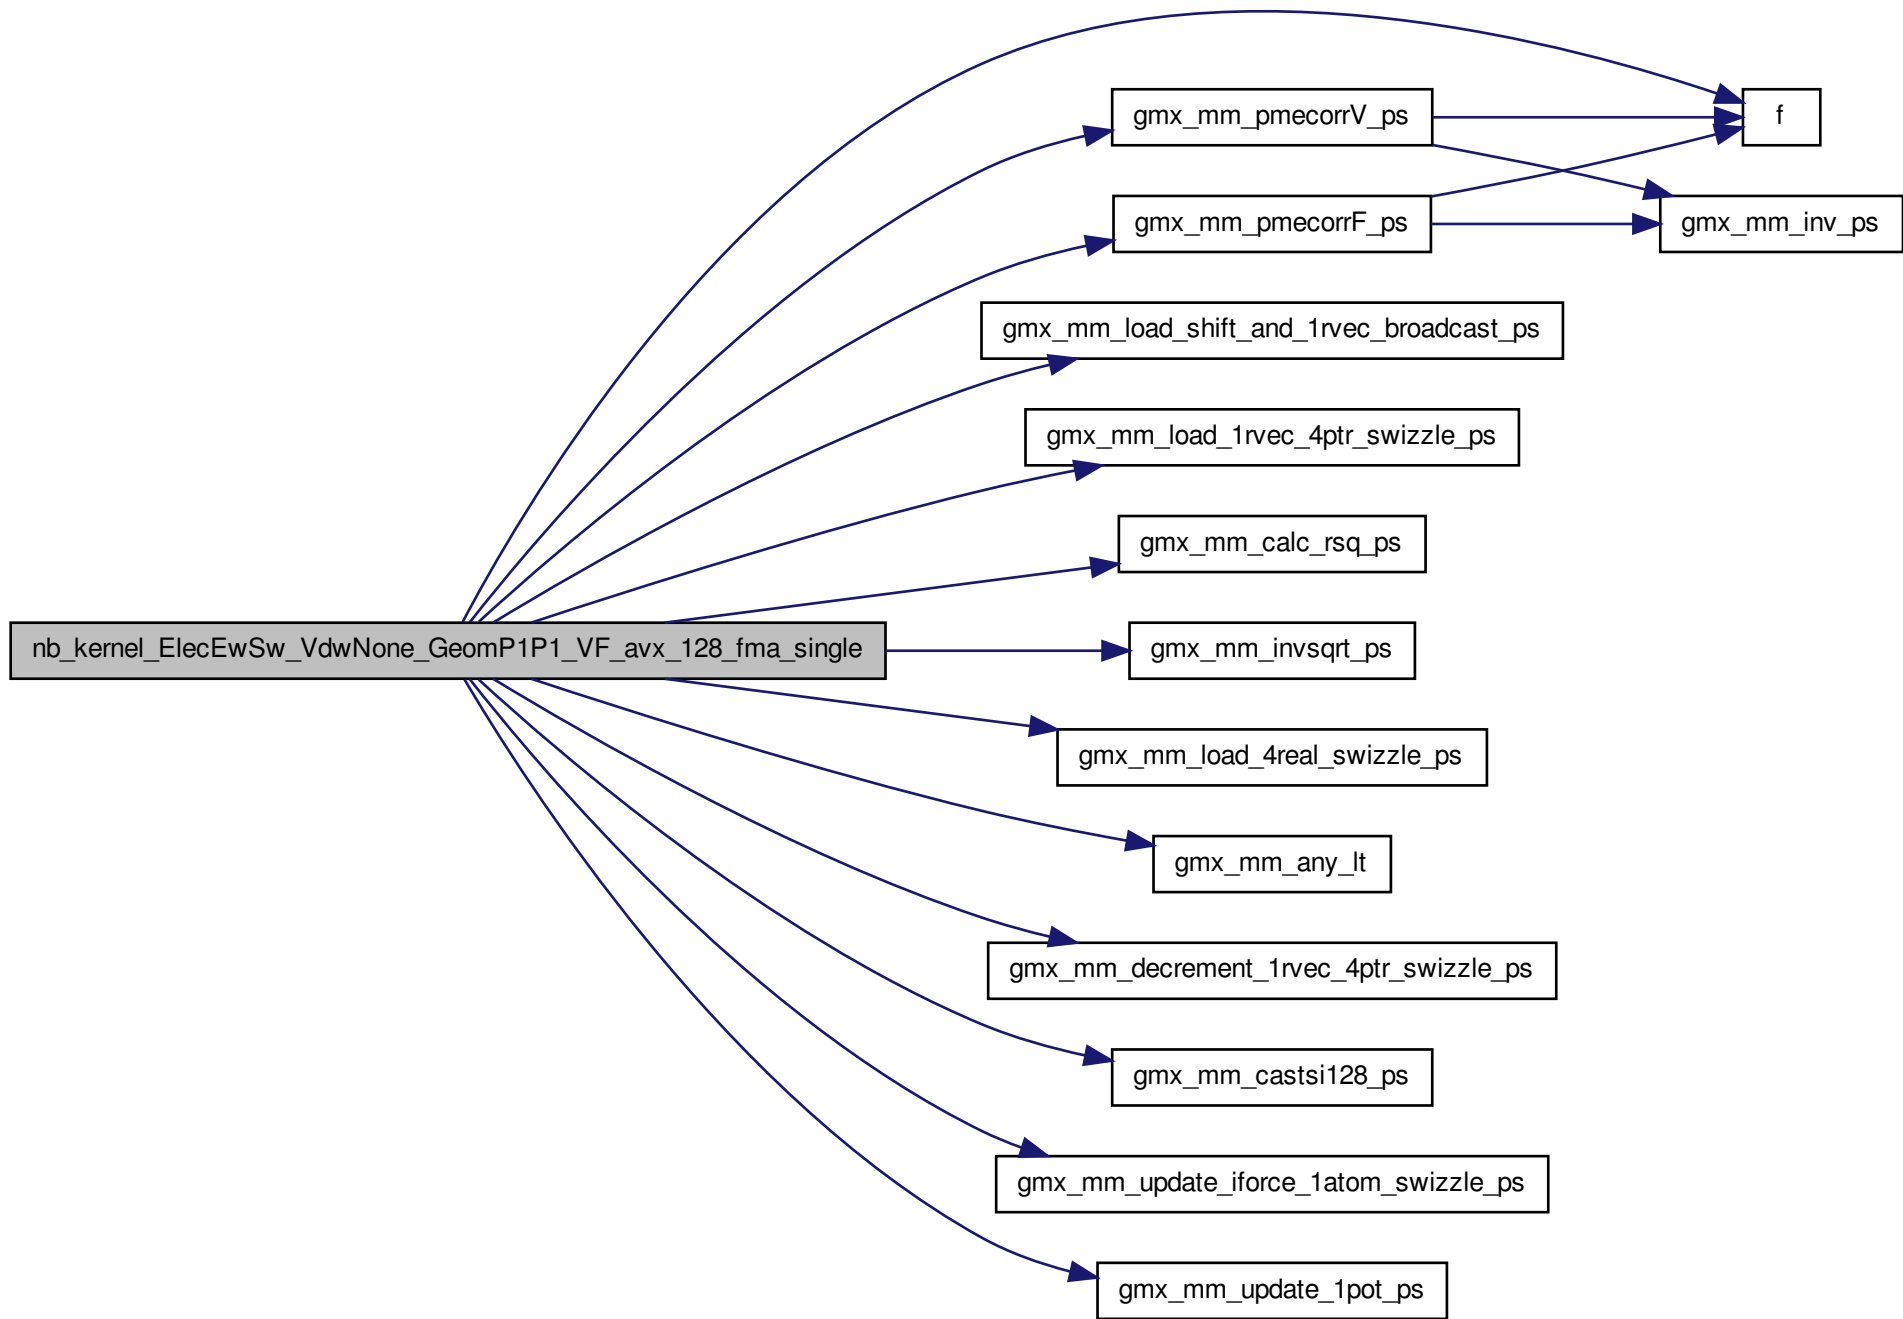 gmx_mm_pmecorrV_ps
f
gmx_mm_pmecorrF_ps
gmx_mm_inv_ps
gmx_mm_load_shift_and_1rvec_broadcast_ps
gmx_mm_load_1rvec_4ptr_swizzle_ps
gmx_mm_calc_rsq_ps
nb_kernel_ElecEwSw_VdwNone_GeomP1P1_VF_avx_128_fma_single
gmx_mm_invsqrt_ps
gmx_mm_load_4real_swizzle_ps
gmx_mm_any_lt
gmx_mm_decrement_1rvec_4ptr_swizzle_ps
gmx_mm_castsi128_ps
gmx_mm_update_iforce_1atom_swizzle_ps
gmx_mm_update_1pot_ps